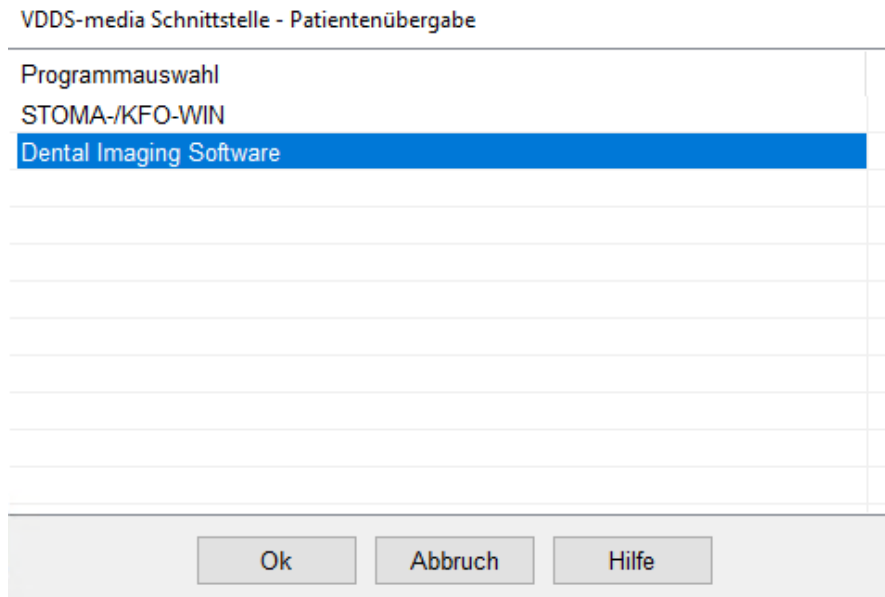 VDDS-media Schnittstelle - Patientenübergabe
Programmauswahl
STOMA-/KFO-WIN
Dental Imaging Software
Ok Abbruch Hilfe